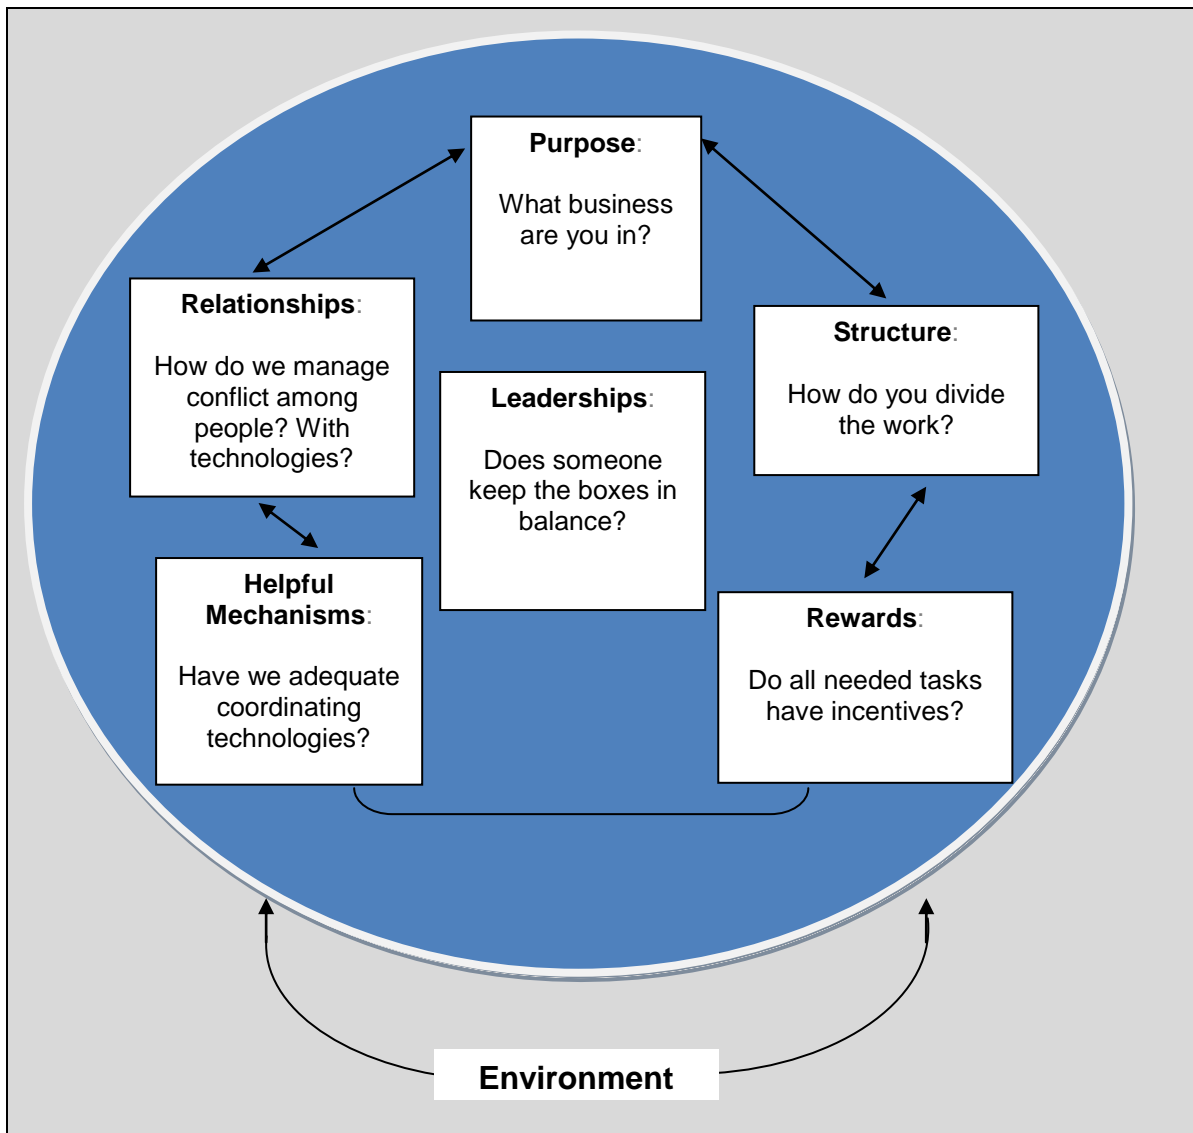 Purpose:
What business
are you in?
Relationships:
How do we manage
conflict among
people? With
technologies?
Structure:
How do you divide
the work?
Leaderships:
Does someone
keep the boxes in
balance?
Helpful
Mechanisms:
Have we adequate
coordinating
technologies?
Rewards:
Do all needed tasks
have incentives?
Environment